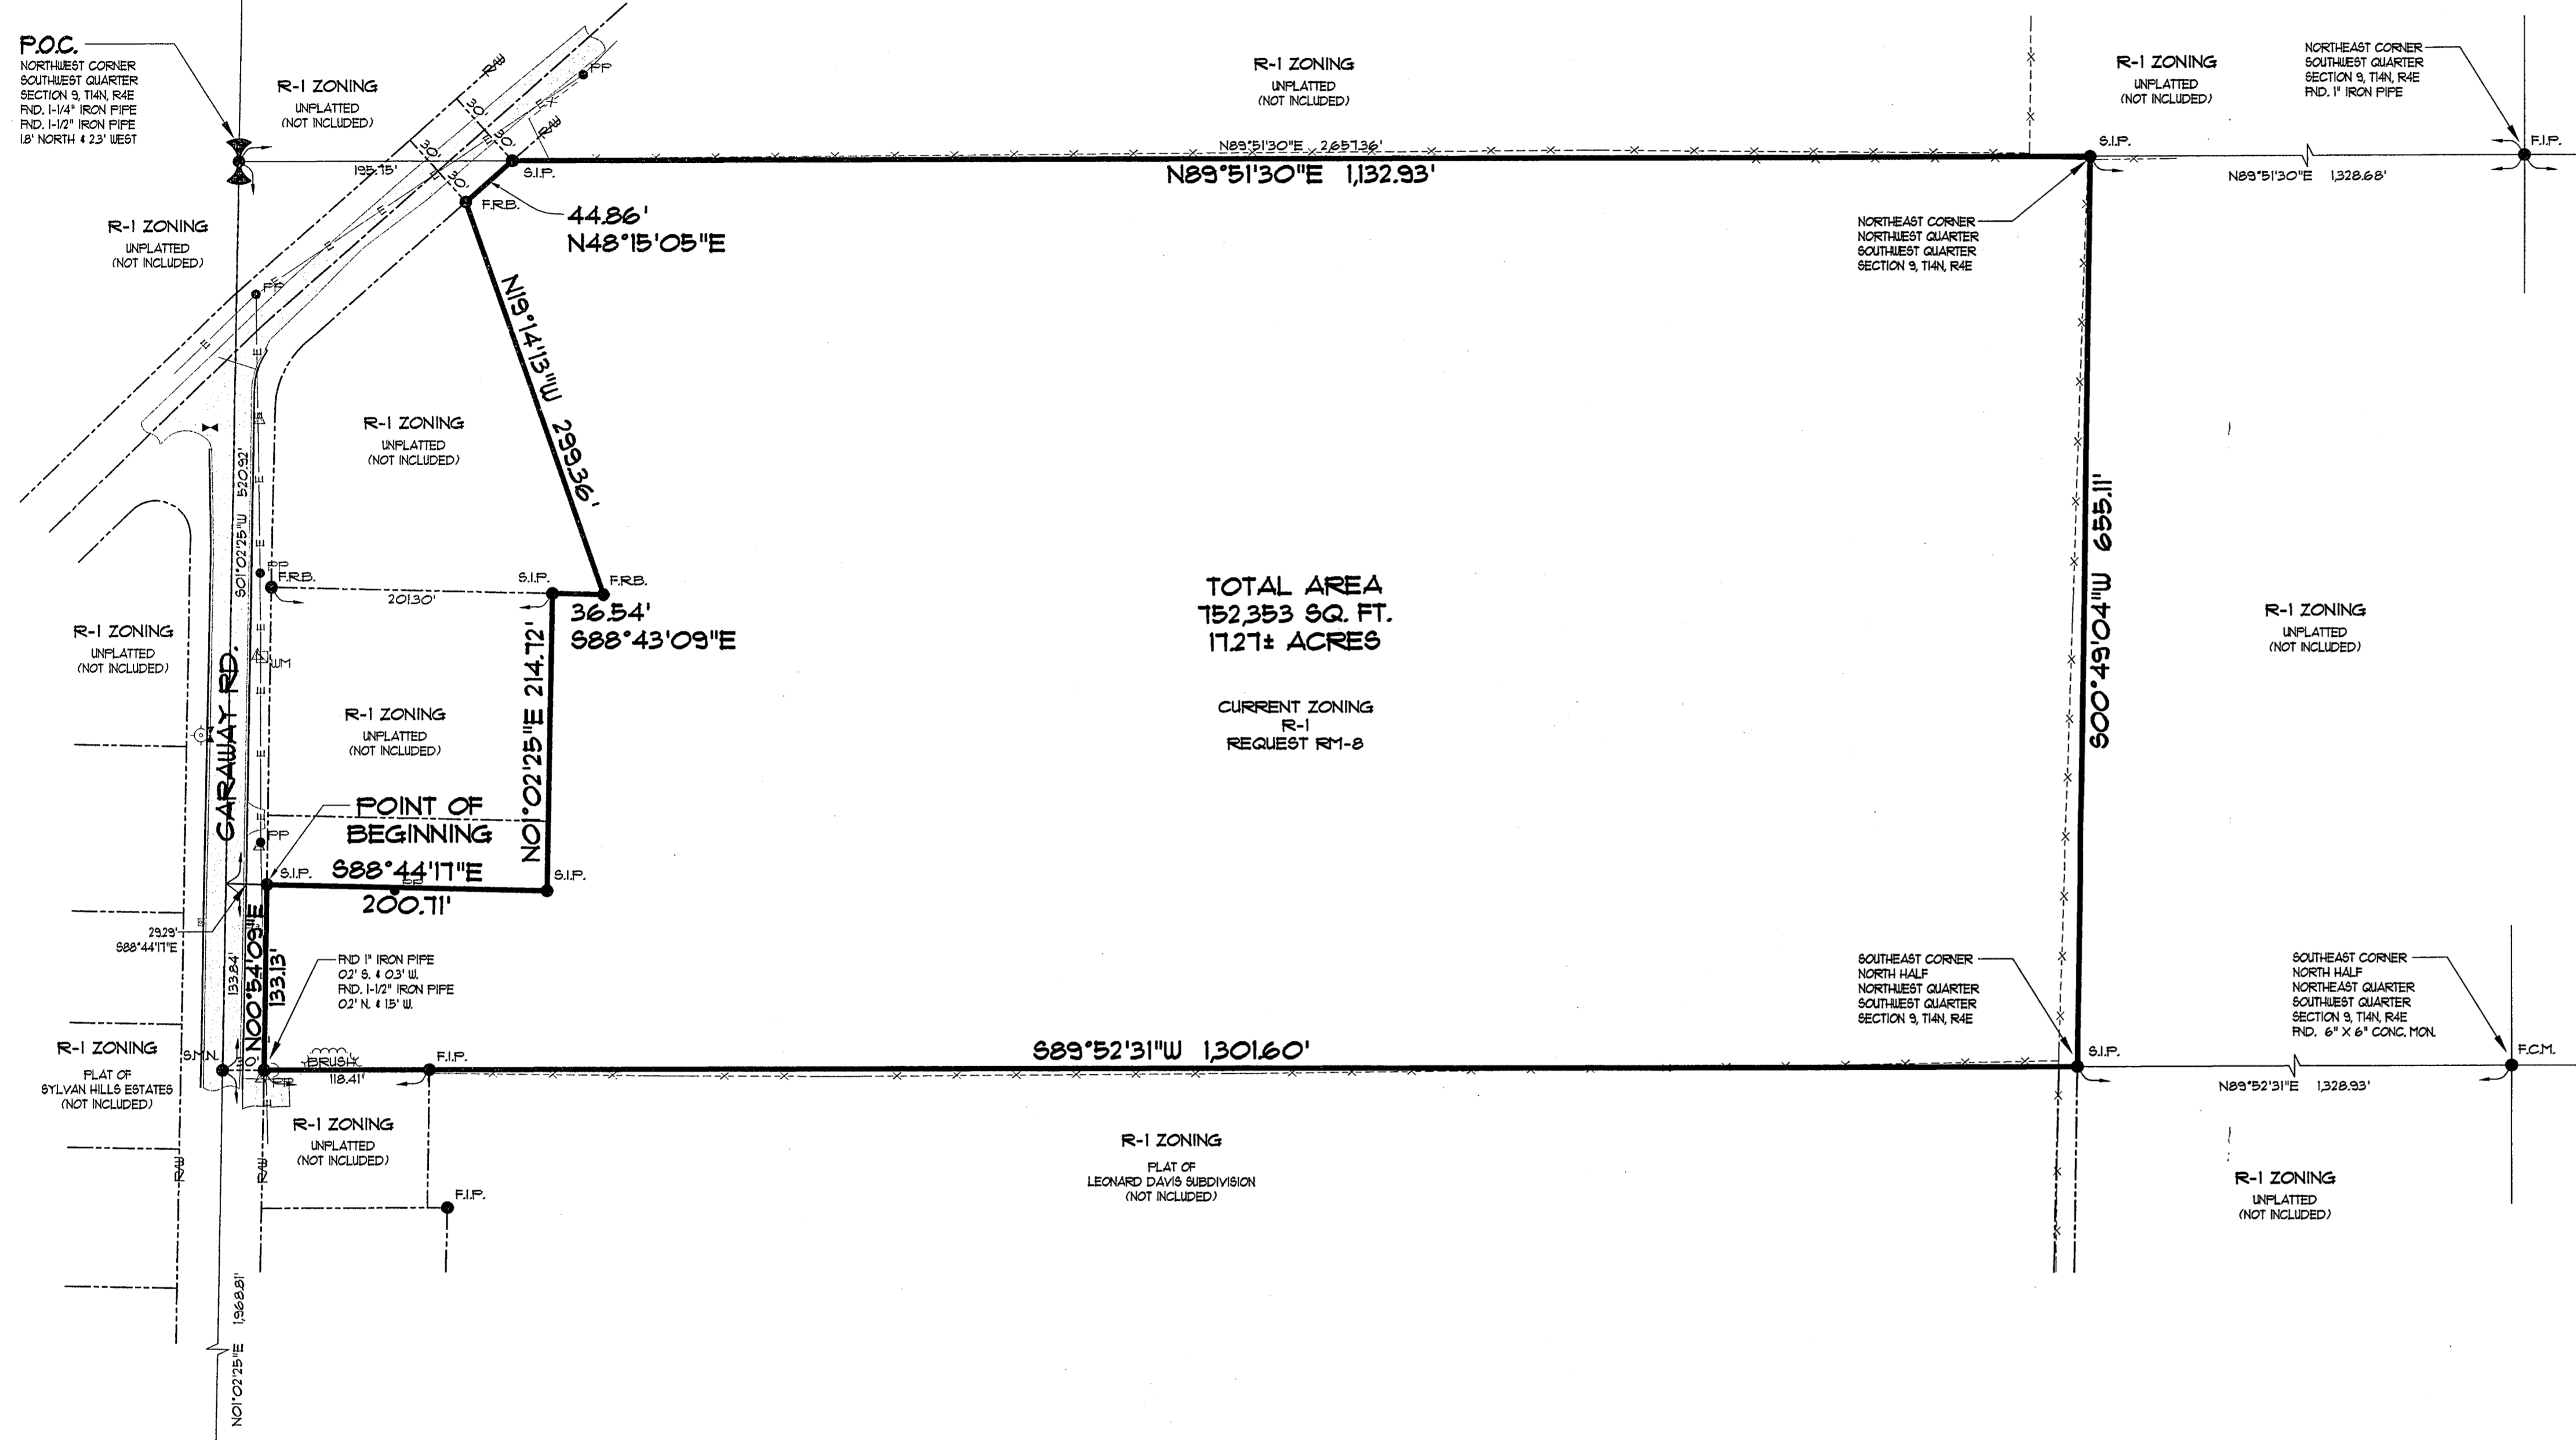 P.O.C.
NORTHWEST CORNER
SOUTHWEST QUARTER
SECTION 9, T14N, R4E
FND. 1-1/4" IRON PIPE
FND. 1-1/2" IRON PIPE
1.8' NORTH & 2.3' WEST
R-1 ZONING
UNPLATTED
(NOT INCLUDED)
R/W
PP
30'
30'
EX
R/W
30'
30'
195.75'
S.I.P.
F.R.B.
44.86'
N48°15'05"E
R-1 ZONING
UNPLATTED
(NOT INCLUDED)
N89°51'30"E 2,657.36'
N89°51'30"E 1,132.93'
R-1 ZONING
UNPLATTED
(NOT INCLUDED)
S.I.P.
NORTHEAST CORNER
SOUTHWEST QUARTER
SECTION 9, T14N, R4E
FND. 1" IRON PIPE
F.I.P.
N89°51'30"E 1,328.68'
NORTHEAST CORNER
NORTHWEST QUARTER
SOUTHWEST QUARTER
SECTION 9, T14N, R4E
R-1 ZONING
UNPLATTED
(NOT INCLUDED)
PP
N19°14'13"W 299.36'
R-1 ZONING
UNPLATTED
(NOT INCLUDED)
S01°02'25"W 520.92'
PP
F.R.B.
201.30'
S.I.P.
F.R.B.
36.54'
S88°43'09"E
N01°02'25"E 214.72'
TOTAL AREA
752,353 SQ. FT.
17.27± ACRES
CURRENT ZONING
R-1
REQUEST RM-8
S00°49'04"W 655.11'
R-1 ZONING
UNPLATTED
(NOT INCLUDED)
R-1 ZONING
UNPLATTED
(NOT INCLUDED)
WM
CARAWAY RD.
R-1 ZONING
UNPLATTED
(NOT INCLUDED)
POINT OF
BEGINNING
PP
S.I.P.
S88°44'17"E
PP
200.71'
S.I.P.
29.29'
S88°44'17"E
133.84'
N00°54'09"E
133.13'
FND 1" IRON PIPE
0.2' S. & 0.3' W.
FND. 1-1/2" IRON PIPE
0.2' N. & 1.5' W.
S.M.N.
BRUSH
118.41'
F.I.P.
S89°52'31"W 1,301.60'
SOUTHEAST CORNER
NORTH HALF
NORTHWEST QUARTER
SOUTHWEST QUARTER
SECTION 9, T14N, R4E
S.I.P.
SOUTHEAST CORNER
NORTH HALF
NORTHEAST QUARTER
SOUTHWEST QUARTER
SECTION 9, T14N, R4E
FND. 6" X 6" CONC. MON.
F.C.M.
N89°52'31"E 1,328.93'
R-1 ZONING
PLAT OF
SYLVAN HILLS ESTATES
(NOT INCLUDED)
R-1 ZONING
UNPLATTED
(NOT INCLUDED)
R/W
R/W
F.I.P.
R-1 ZONING
PLAT OF
LEONARD DAVIS SUBDIVISION
(NOT INCLUDED)
R-1 ZONING
UNPLATTED
(NOT INCLUDED)
N01°02'25"E 1,968.81'